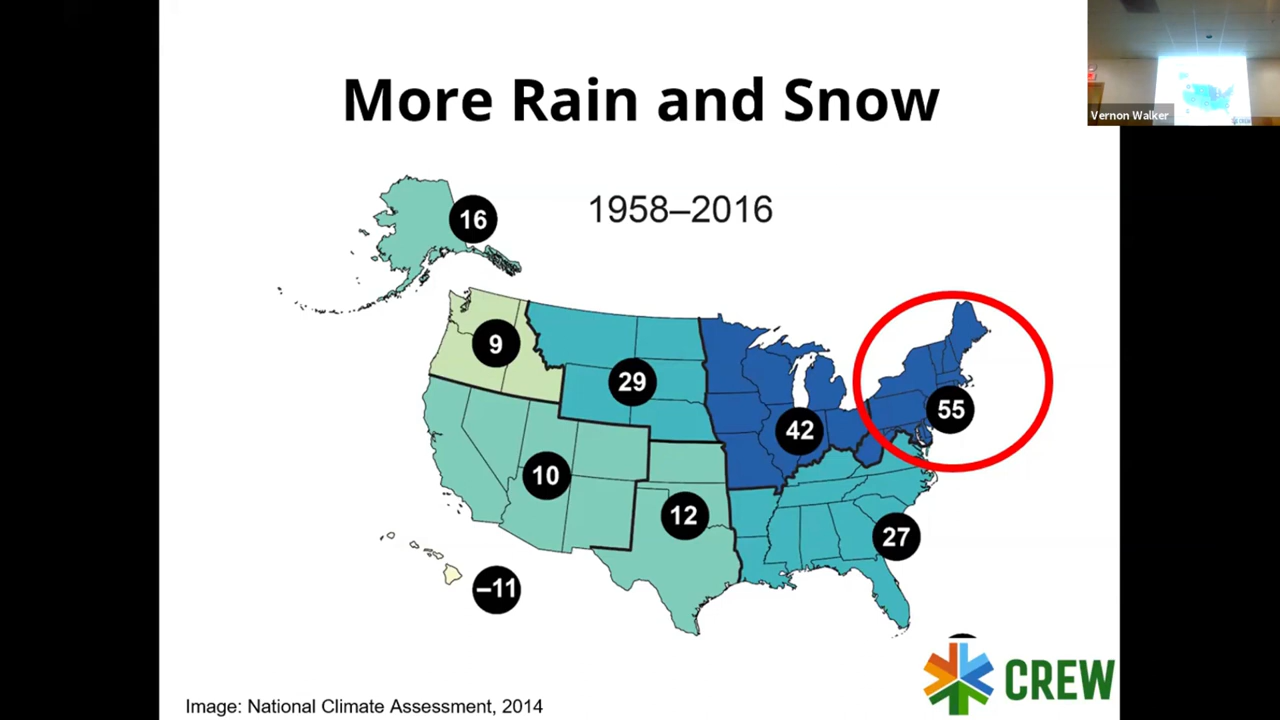 More Rain and Snow
Vernon Walker
1958–2016
16
9
29
42
55
10
12
27
–11
CREW
Image: National Climate Assessment, 2014